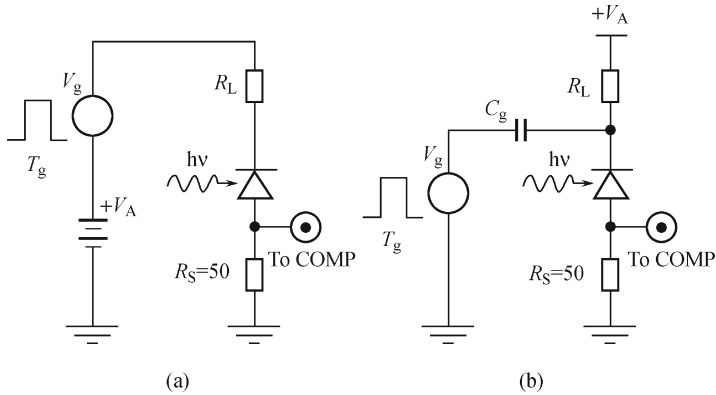 V_g
R_L
T_g
hν
+V_A
R_S=50
To COMP
(a)
+V_A
R_L
C_g
V_g
hν
T_g
R_S=50
To COMP
(b)